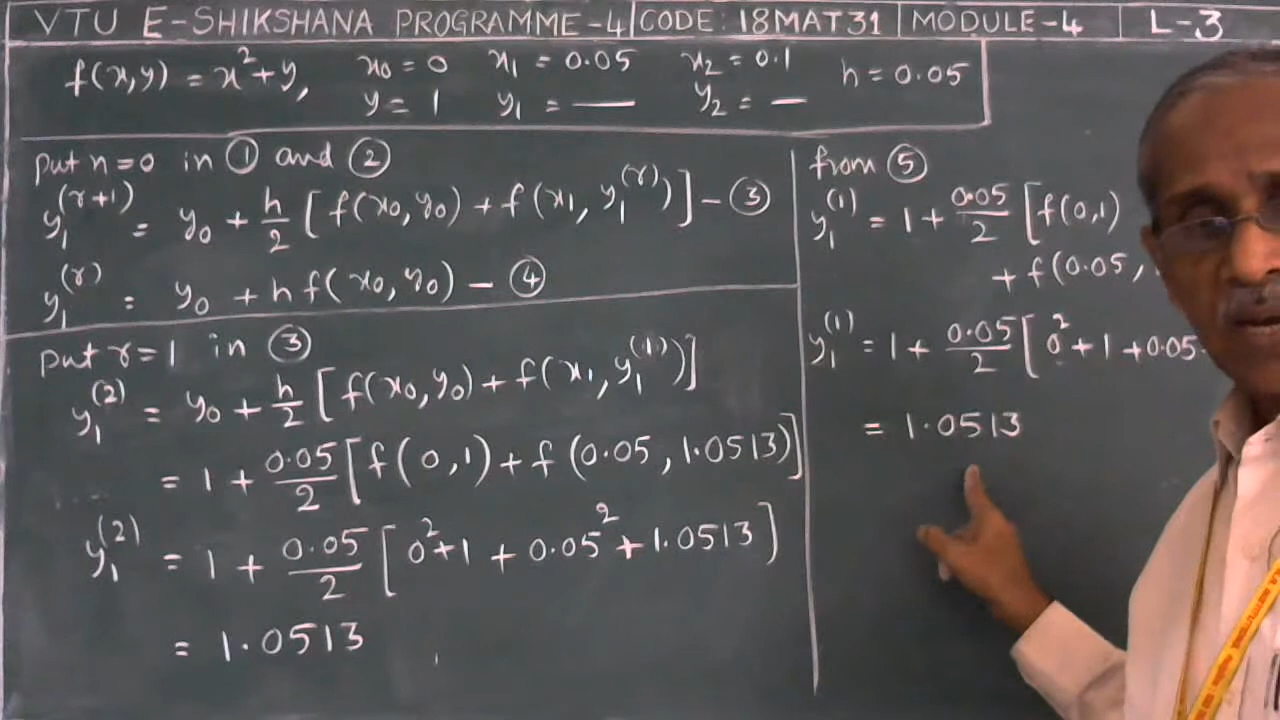 VTU E-SHIKSHANA PROGRAMME-4 | CODE: 18MAT31 | MODULE-4 | L-3
f(x,y) = x² + y, x₀ = 0 x₁ = 0.05 x₂ = 0.1 h = 0.05
y = 1 y₁ = — y₂ = —
put n=0 in ① and ②
y₁^(r+1) = y₀ + h/2 [f(x₀,y₀) + f(x₁, y₁^(r))] - ③
y₁^(r) = y₀ + h f(x₀,y₀) - ④
put r=1 in ③
y₁^(2) = y₀ + h/2 [f(x₀,y₀) + f(x₁, y₁^(1))]
= 1 + 0.05/2 [f(0,1) + f(0.05, 1.0513)]
y₁^(2) = 1 + 0.05/2 [0² + 1 + 0.05² + 1.0513]
= 1.0513
from ⑤
y₁^(1) = 1 + 0.05/2 [f(0,1)
+ f(0.05,
y₁^(1) = 1 + 0.05/2 [0² + 1 + 0.05
= 1.0513